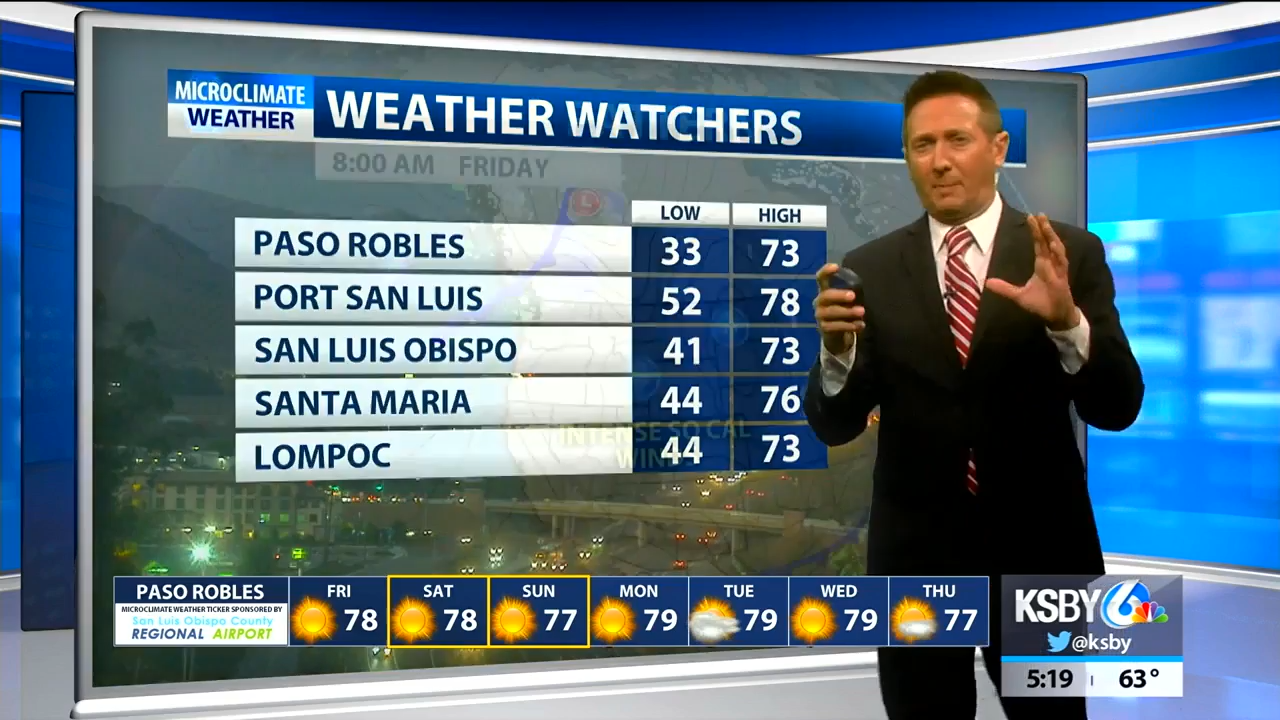 MICROCLIMATE
WEATHER
WEATHER WATCHERS
8:00 AM FRIDAY
L
LOW HIGH
PASO ROBLES 33 73
PORT SAN LUIS 52 78
SAN LUIS OBISPO 41 73
SANTA MARIA 44 76
INTENSE SO CAL
WIND
LOMPOC 44 73
PASO ROBLES
MICROCLIMATE WEATHER TICKER SPONSORED BY
San Luis Obispo County
REGIONAL AIRPORT
FRI 78
SAT 78
SUN 77
MON 79
TUE 79
WED 79
THU 77
KSBY 6
@ksby
5:19 63°